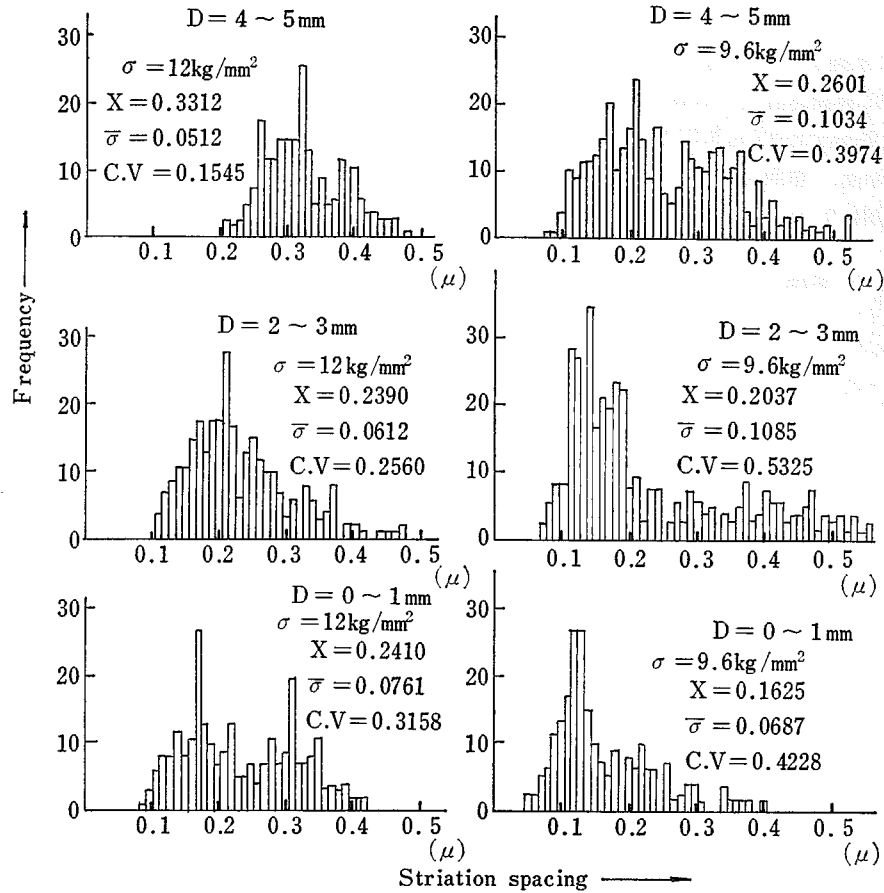 D = 4 ~ 5mm
σ = 12kg/mm²
X = 0.3312
σ̅ = 0.0512
C.V = 0.1545
30
20
10
0
0.1 0.2 0.3 0.4 0.5
(μ)
D = 4 ~ 5mm
σ = 9.6kg/mm²
X = 0.2601
σ̅ = 0.1034
C.V = 0.3974
30
20
10
0
0.1 0.2 0.3 0.4 0.5
(μ)
Frequency
D = 2 ~ 3mm
σ = 12kg/mm²
X = 0.2390
σ̅ = 0.0612
C.V = 0.2560
30
20
10
0
0.1 0.2 0.3 0.4 0.5
(μ)
D = 2 ~ 3mm
σ = 9.6kg/mm²
X = 0.2037
σ̅ = 0.1085
C.V = 0.5325
30
20
10
0
0.1 0.2 0.3 0.4 0.5
(μ)
D = 0 ~ 1mm
σ = 12kg/mm²
X = 0.2410
σ̅ = 0.0761
C.V = 0.3158
30
20
10
0
0.1 0.2 0.3 0.4 0.5
(μ)
D = 0 ~ 1mm
σ = 9.6kg/mm²
X = 0.1625
σ̅ = 0.0687
C.V = 0.4228
30
20
10
0
0.1 0.2 0.3 0.4 0.5
(μ)
Striation spacing